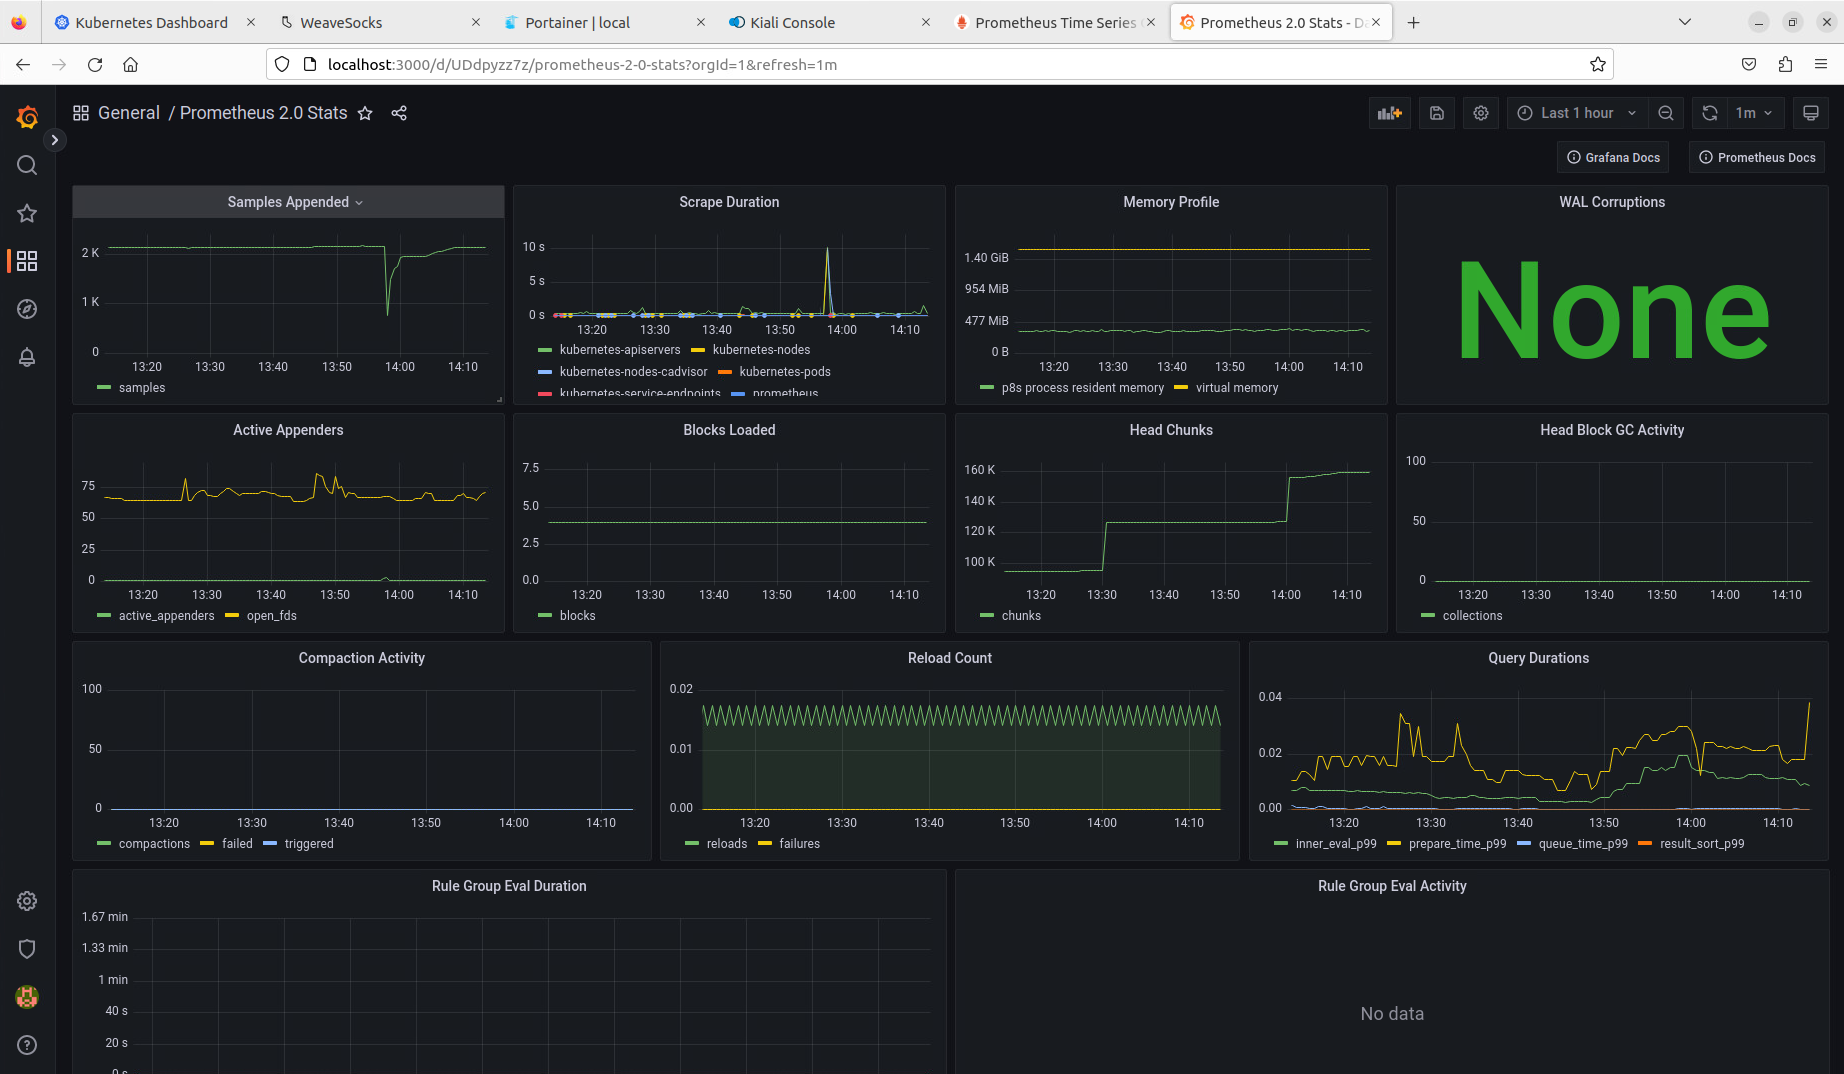 Kubernetes Dashboard
WeaveSocks
Portainer | local
Kiali Console
Prometheus Time Series
Prometheus 2.0 Stats - Da
localhost:3000/d/UDdpyzz7z/prometheus-2-0-stats?orgId=1&refresh=1m
General / Prometheus 2.0 Stats
Last 1 hour
1m
Grafana Docs
Prometheus Docs
Samples Appended
2 K
1 K
0
13:20 13:30 13:40 13:50 14:00 14:10
samples
Scrape Duration
10 s
5 s
0 s
13:20 13:30 13:40 13:50 14:00 14:10
kubernetes-apiservers kubernetes-nodes
kubernetes-nodes-cadvisor kubernetes-pods
kubernetes-service-endpoints prometheus
Memory Profile
1.40 GiB
954 MiB
477 MiB
0 B
13:20 13:30 13:40 13:50 14:00 14:10
p8s process resident memory virtual memory
WAL Corruptions
None
Active Appenders
75
50
25
0
13:20 13:30 13:40 13:50 14:00 14:10
active_appenders open_fds
Blocks Loaded
7.5
5.0
2.5
0.0
13:20 13:30 13:40 13:50 14:00 14:10
blocks
Head Chunks
160 K
140 K
120 K
100 K
13:20 13:30 13:40 13:50 14:00 14:10
chunks
Head Block GC Activity
100
50
0
13:20 13:30 13:40 13:50 14:00 14:10
collections
Compaction Activity
100
50
0
13:20 13:30 13:40 13:50 14:00 14:10
compactions failed triggered
Reload Count
0.02
0.01
0.00
13:20 13:30 13:40 13:50 14:00 14:10
reloads failures
Query Durations
0.04
0.02
0.00
13:20 13:30 13:40 13:50 14:00 14:10
inner_eval_p99 prepare_time_p99 queue_time_p99 result_sort_p99
Rule Group Eval Duration
1.67 min
1.33 min
1 min
40 s
20 s
0 s
Rule Group Eval Activity
No data